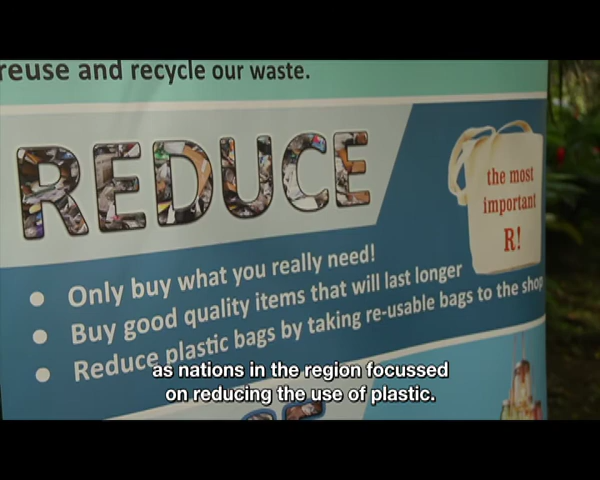 reuse and recycle our waste.
REDUCE
the most
important
R!
• Only buy what you really need!
• Buy good quality items that will last longer
• Reduce plastic bags by taking re-usable bags to the shop
as nations in the region focussed
on reducing the use of plastic.